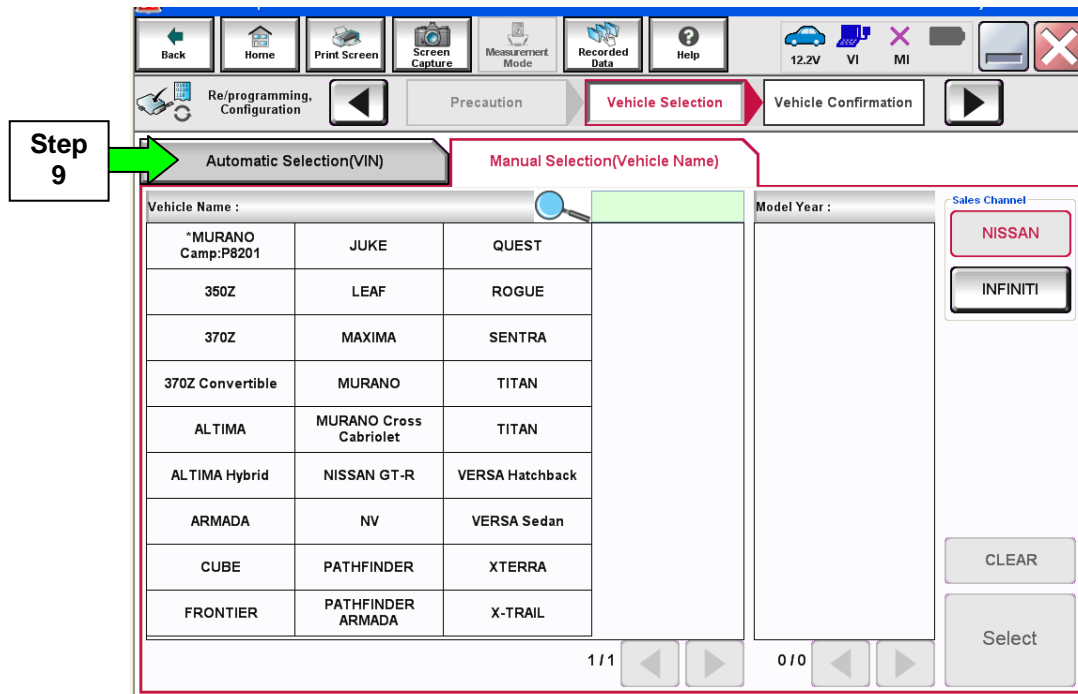 Back
Home
Print Screen
Screen
Capture
Measurement
Mode
Recorded
Data
Help
12.2V
VI
MI
Re/programming,
Configuration
Precaution
Vehicle Selection
Vehicle Confirmation
Step
9
Automatic Selection(VIN)
Manual Selection(Vehicle Name)
Vehicle Name :
Model Year :
Sales Channel
*MURANO
Camp:P8201
JUKE
QUEST
NISSAN
350Z
LEAF
ROGUE
INFINITI
370Z
MAXIMA
SENTRA
370Z Convertible
MURANO
TITAN
ALTIMA
MURANO Cross
Cabriolet
TITAN
ALTIMA Hybrid
NISSAN GT-R
VERSA Hatchback
ARMADA
NV
VERSA Sedan
CUBE
PATHFINDER
XTERRA
CLEAR
FRONTIER
PATHFINDER
ARMADA
X-TRAIL
Select
1/1
0/0